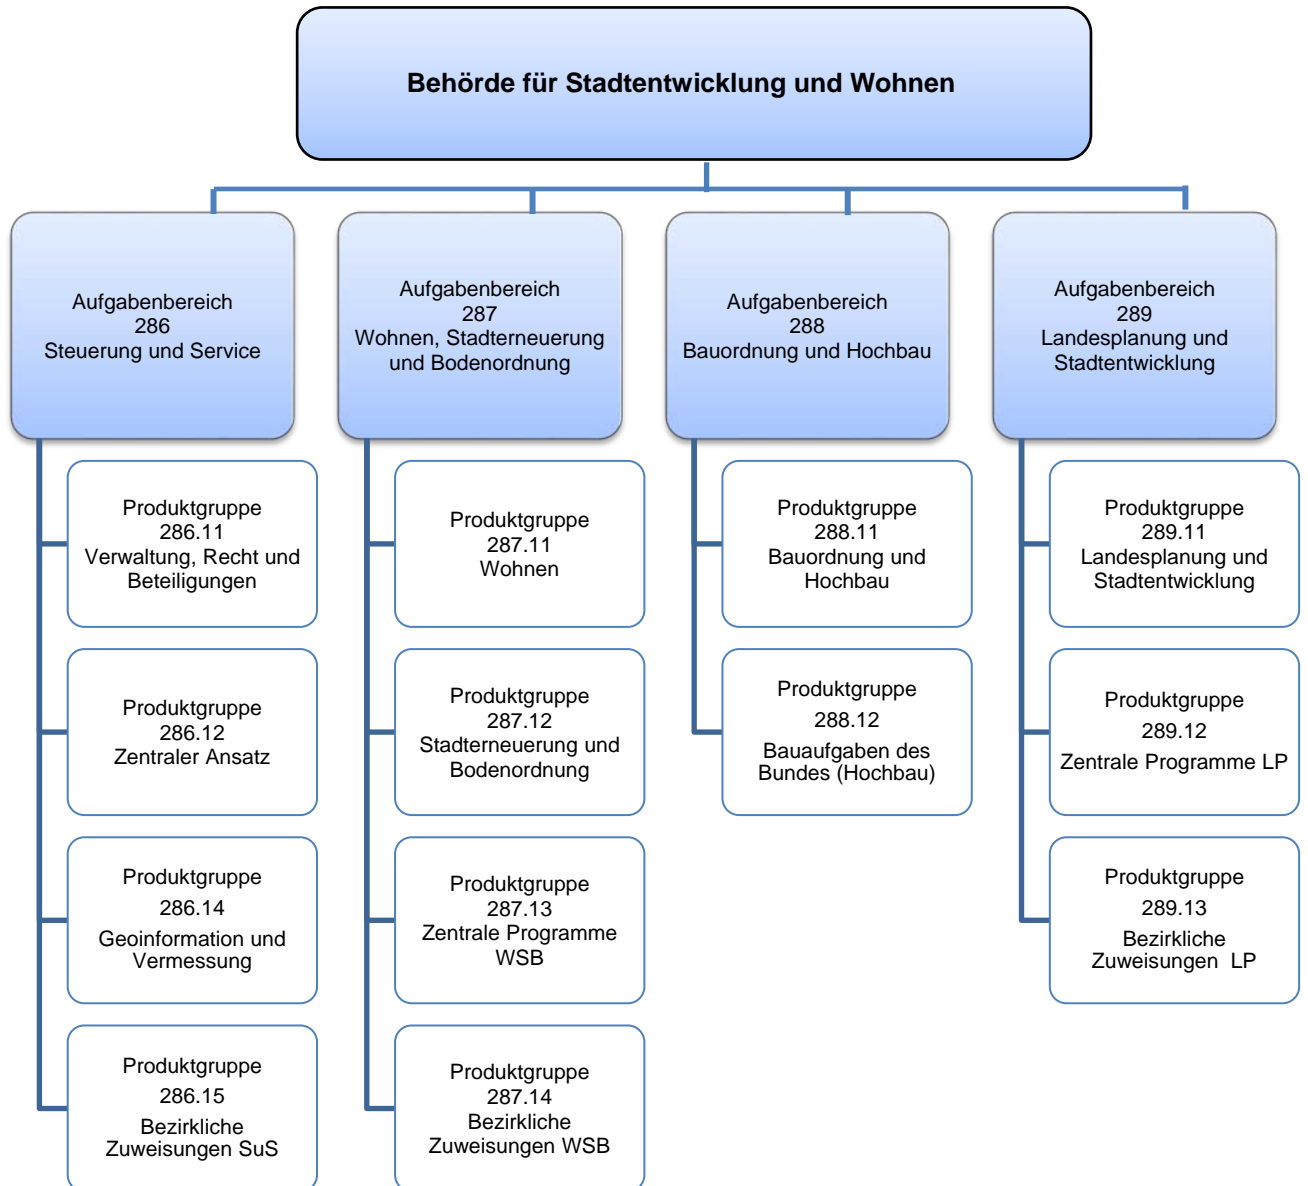 Behörde für Stadtentwicklung und Wohnen
Aufgabenbereich
286
Steuerung und Service
Produktgruppe
286.11
Verwaltung, Recht und
Beteiligungen
Produktgruppe
286.12
Zentraler Ansatz
Produktgruppe
286.14
Geoinformation und
Vermessung
Produktgruppe
286.15
Bezirkliche
Zuweisungen SuS
Aufgabenbereich
287
Wohnen, Stadterneuerung
und Bodenordnung
Produktgruppe
287.11
Wohnen
Produktgruppe
287.12
Stadterneuerung und
Bodenordnung
Produktgruppe
287.13
Zentrale Programme
WSB
Produktgruppe
287.14
Bezirkliche
Zuweisungen WSB
Aufgabenbereich
288
Bauordnung und Hochbau
Produktgruppe
288.11
Bauordnung und
Hochbau
Produktgruppe
288.12
Bauaufgaben des
Bundes (Hochbau)
Aufgabenbereich
289
Landesplanung und
Stadtentwicklung
Produktgruppe
289.11
Landesplanung und
Stadtentwicklung
Produktgruppe
289.12
Zentrale Programme LP
Produktgruppe
289.13
Bezirkliche
Zuweisungen  LP